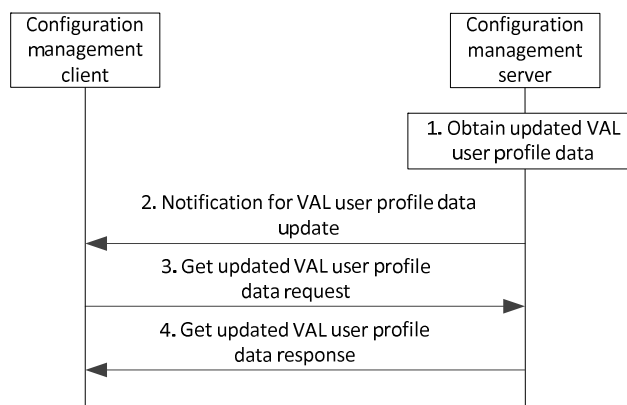 Configuration
management
client
Configuration
management
server
1. Obtain updated VAL
user profile data
2. Notification for VAL user profile data
update
3. Get updated VAL user profile
data request
4. Get updated VAL user profile
data response